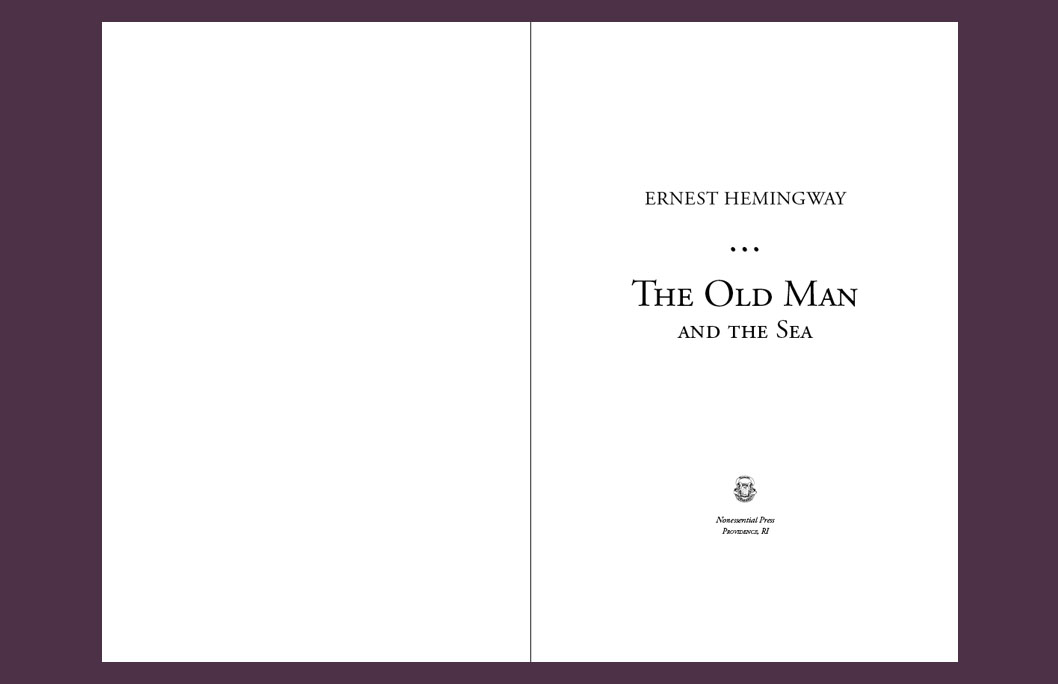 ERNEST HEMINGWAY
...
The Old Man
and the Sea
Nonessential Press
Providence, RI